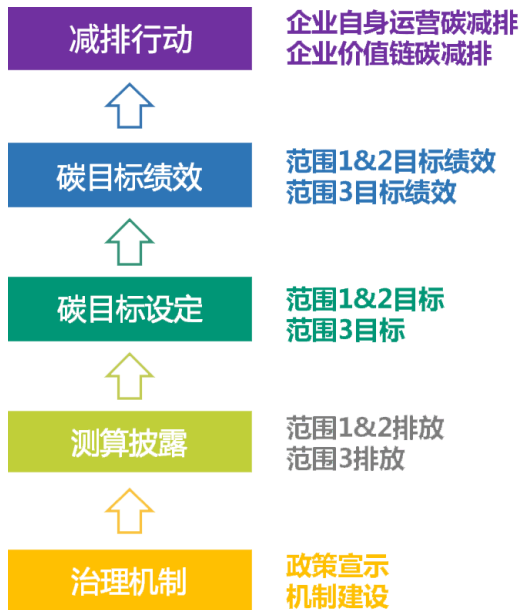 减排行动
企业自身运营碳减排
企业价值链碳减排
碳目标绩效
范围1&2目标绩效
范围3目标绩效
碳目标设定
范围1&2目标
范围3目标
测算披露
范围1&2排放
范围3排放
治理机制
政策宣示
机制建设